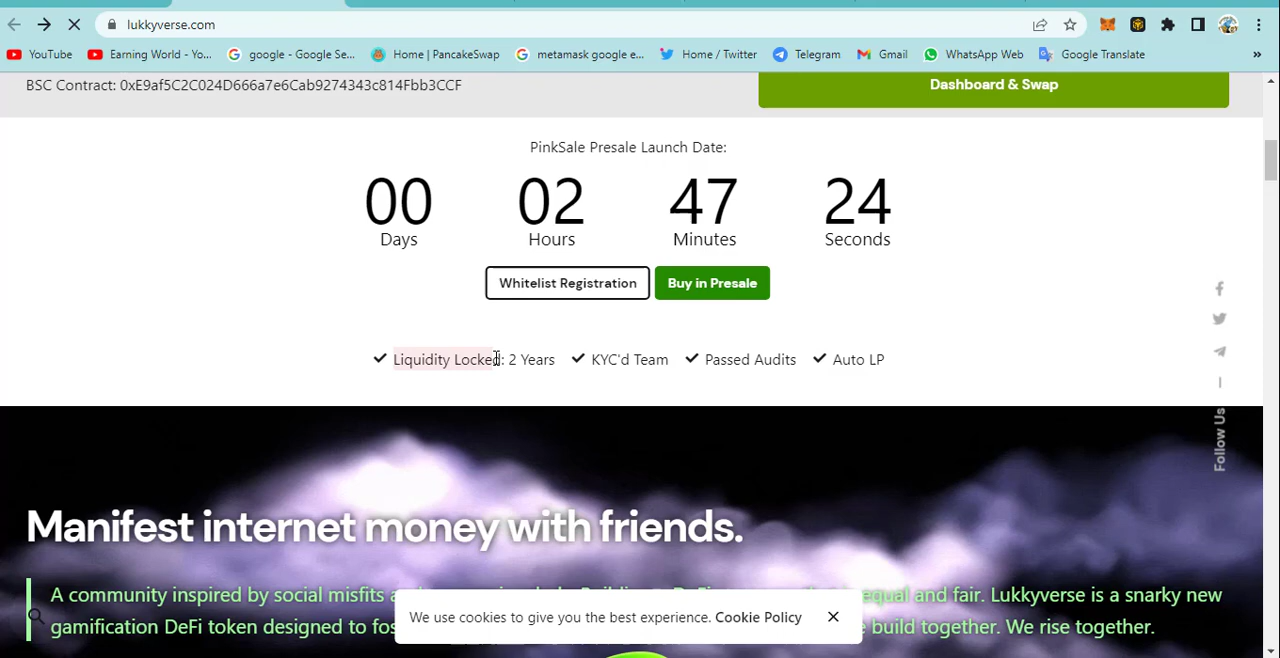 lukkyverse.com
YouTube
Earning World - Yo...
google - Google Se...
Home | PancakeSwap
metamask google e...
Home / Twitter
Telegram
Gmail
WhatsApp Web
Google Translate
»
BSC Contract: 0xE9af5C2C024D666a7e6Cab9274343c814Fbb3CCF
Dashboard & Swap
PinkSale Presale Launch Date:
00 02 47 24
Days Hours Minutes Seconds
Whitelist Registration
Buy in Presale
Liquidity Locked: 2 Years
KYC'd Team
Passed Audits
Auto LP
Follow Us
Manifest internet money with friends.
A community inspired by social misfits equal and fair. Lukkyverse is a snarky new
gamification DeFi token designed to fos build together. We rise together.
We use cookies to give you the best experience. Cookie Policy